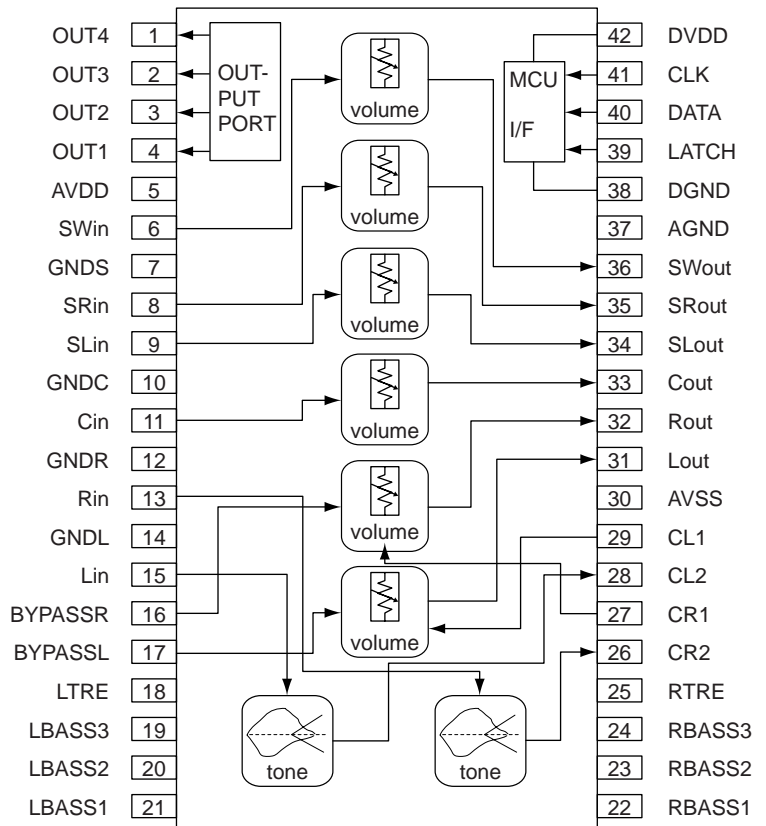 OUT4 1
OUT3 2
OUT2 3
OUT1 4
AVDD 5
SWin 6
GNDS 7
SRin 8
SLin 9
GNDC 10
Cin 11
GNDR 12
Rin 13
GNDL 14
Lin 15
BYPASSR 16
BYPASSL 17
LTRE 18
LBASS3 19
LBASS2 20
LBASS1 21
OUT-
PUT
PORT
volume
volume
volume
volume
volume
volume
tone
tone
MCU
I/F
42 DVDD
41 CLK
40 DATA
39 LATCH
38 DGND
37 AGND
36 SWout
35 SRout
34 SLout
33 Cout
32 Rout
31 Lout
30 AVSS
29 CL1
28 CL2
27 CR1
26 CR2
25 RTRE
24 RBASS3
23 RBASS2
22 RBASS1